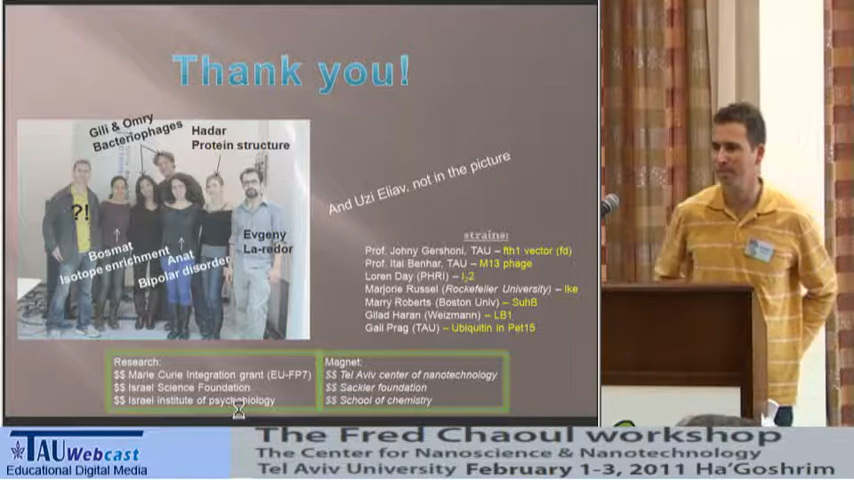 Thank you!
Gili & Omry
Bacteriophages
Hadar
Protein structure
And Uzi Eliav. not in the picture
?!
Bosmat
Isotope enrichment
Anat
Bipolar disorder
Evgeny
La-redor
strains:
Prof. Johny Gershoni, TAU – fth1 vector (fd)
Prof. Itai Benhar, TAU – M13 phage
Loren Day (PHRI) – I22
Marjorie Russel (Rockefeller University) – Ike
Marry Roberts (Boston Univ) – SuhB
Gilad Haran (Weizmann) – LB1
Gali Prag (TAU) – Ubiquitin in Pet15
Research:
$$ Marie Curie Integration grant (EU-FP7)
$$ Israel Science Foundation
$$ Israel institute of psychobiology
Magnet:
$$ Tel Aviv center of nanotechnology
$$ Sackler foundation
$$ School of chemistry
TAU Webcast
Educational Digital Media
The Fred Chaoul workshop
The Center for Nanoscience & Nanotechnology
Tel Aviv University February 1-3, 2011 Ha'Goshrim